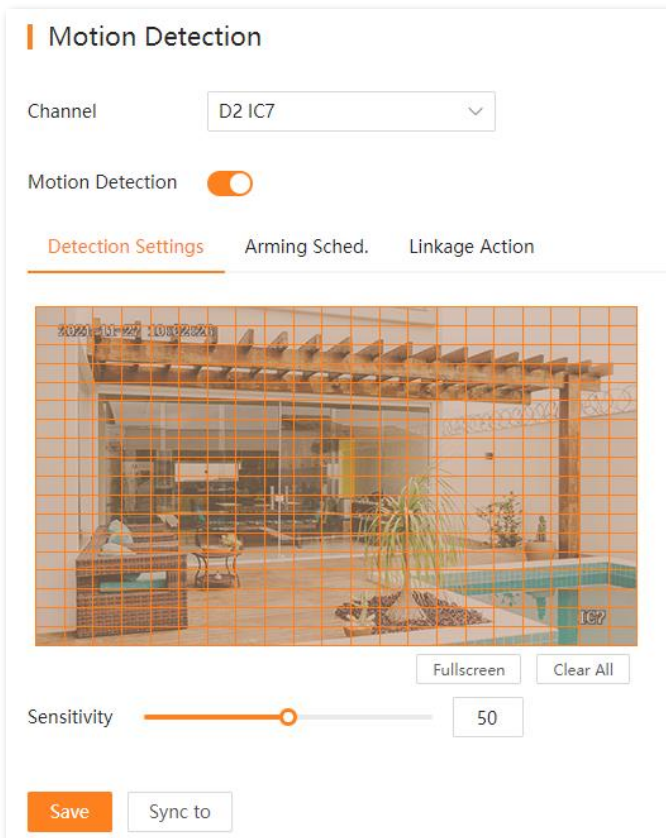 Motion Detection
Channel D2 IC7
Motion Detection
Detection Settings Arming Sched. Linkage Action
IC7
Fullscreen Clear All
Sensitivity 50
Save Sync to